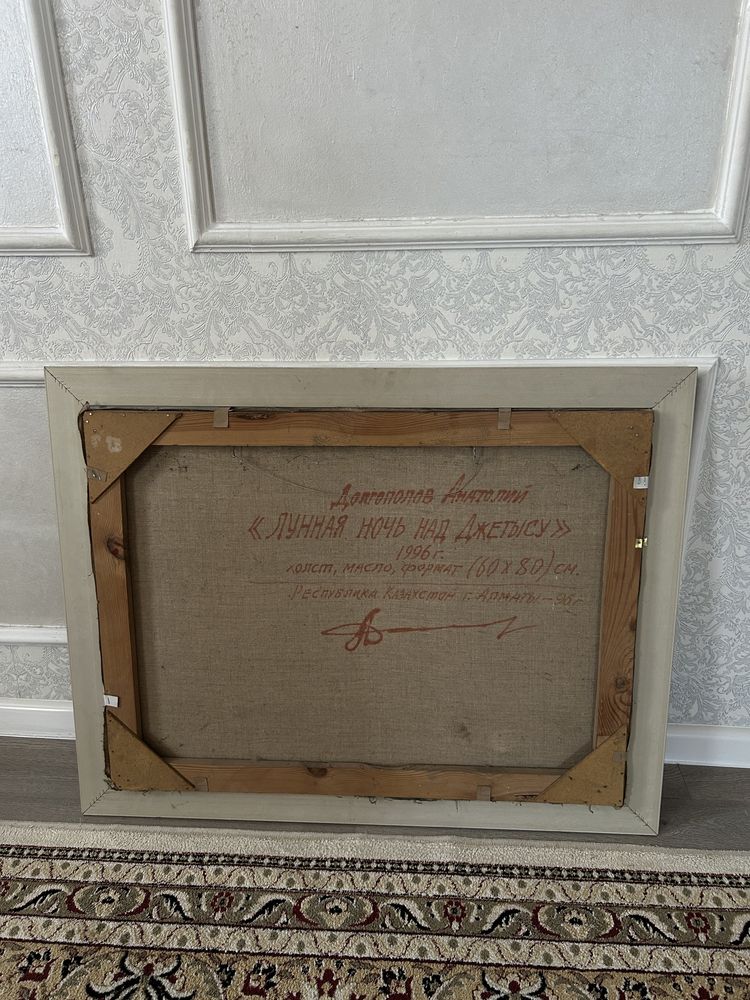 Долгополов Анатолий
«ЛУННАЯ НОЧЬ НАД ДЖЕТЫСУ»
1996 г.
холст, масло, формат (60 х 80) см.
Республика Казахстан г. Алматы – 96 г